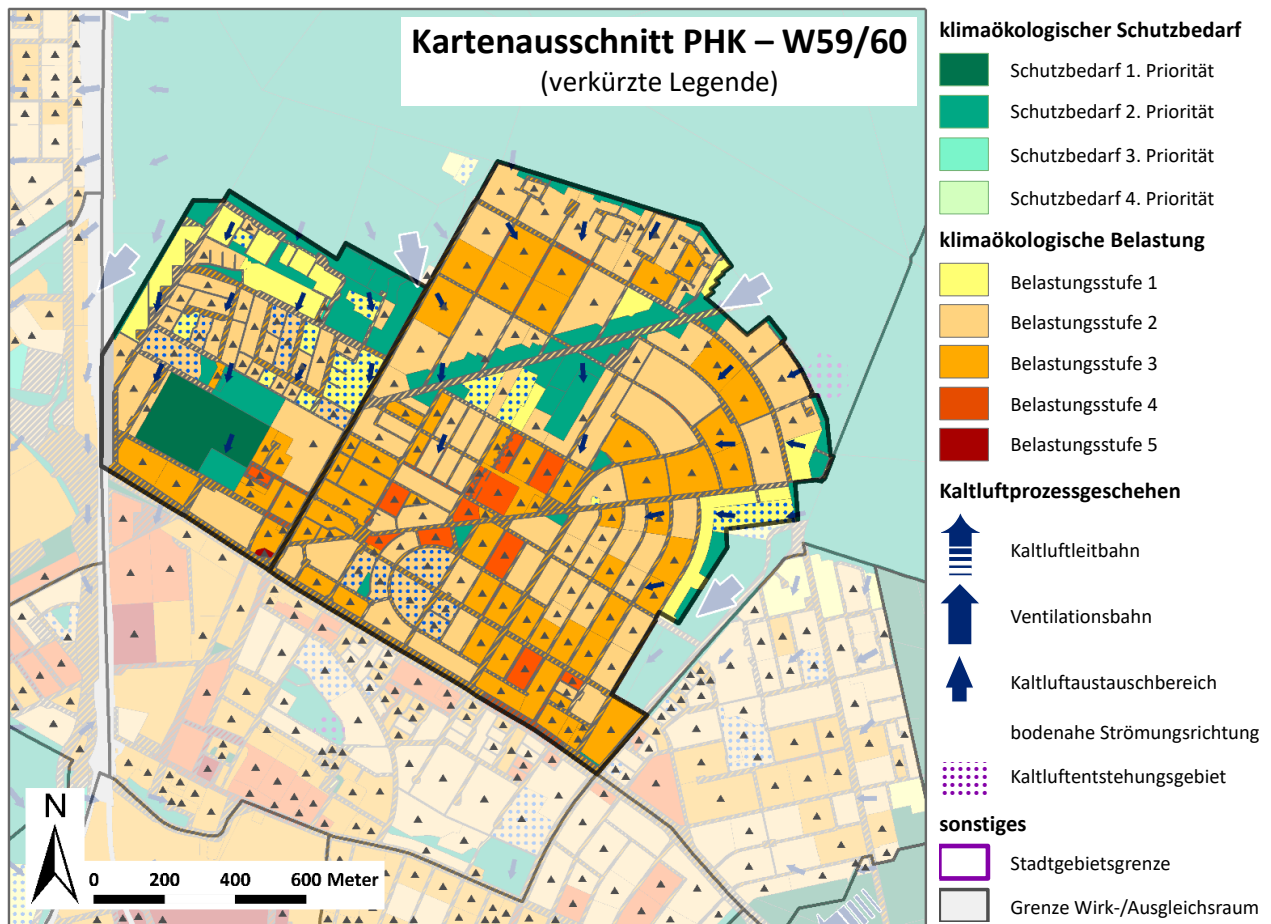 Kartenausschnitt PHK – W59/60
(verkürzte Legende)
N
0 200 400 600 Meter
klimaökologischer Schutzbedarf
Schutzbedarf 1. Priorität
Schutzbedarf 2. Priorität
Schutzbedarf 3. Priorität
Schutzbedarf 4. Priorität
klimaökologische Belastung
Belastungsstufe 1
Belastungsstufe 2
Belastungsstufe 3
Belastungsstufe 4
Belastungsstufe 5
Kaltluftprozessgeschehen
Kaltluftleitbahn
Ventilationsbahn
Kaltluftaustauschbereich
bodennahe Strömungsrichtung
Kaltluftentstehungsgebiet
sonstiges
Stadtgebietsgrenze
Grenze Wirk-/Ausgleichsraum